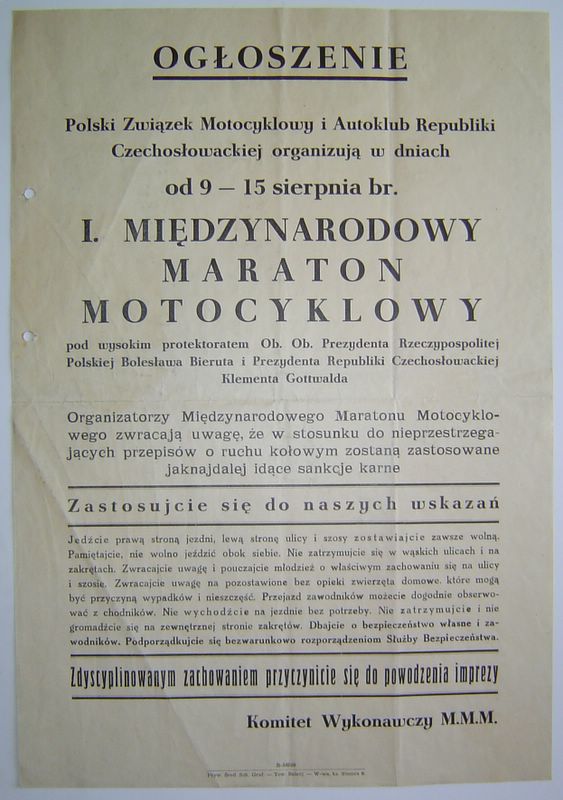 OGŁOSZENIE
Polski Związek Motocyklowy i Autoklub Republiki
Czechosłowackiej organizują w dniach
od 9 – 15 sierpnia br.
I. MIĘDZYNARODOWY
MARATON
MOTOCYKLOWY
pod wysokim protektoratem Ob. Ob. Prezydenta Rzeczypospolitej
Polskiej Bolesława Bieruta i Prezydenta Republiki Czechosłowackiej
Klementa Gottwalda
Organizatorzy Międzynarodowego Maratonu Motocyklo-
wego zwracają uwagę, że w stosunku do nieprzestrzega-
jących przepisów o ruchu kołowym zostaną zastosowane
jaknajdalej idące sankcje karne
Zastosujcie się do naszych wskazań
Jedźcie prawą stroną jezdni, lewą stronę ulicy i szosy zostawiajcie zawsze wolną.
Pamiętajcie, nie wolno jeździć obok siebie. Nie zatrzymujcie się w wąskich ulicach i na
zakrętach. Zwracajcie uwagę i pouczajcie młodzież o właściwym zachowaniu się na ulicy
i szosie. Zwracajcie uwagę na pozostawione bez opieki zwierzęta domowe, które mogą
być przyczyną wypadków i nieszczęść. Przejazd zawodników możecie dogodnie obserwo-
wać z chodników. Nie wychodźcie na jezdnie bez potrzeby. Nie zatrzymujcie i nie
gromadźcie się na zewnętrznej stronie zakrętów. Dbajcie o bezpieczeństwo własne i za-
wodników. Podporządkujcie się bezwarunkowo rozporządzeniom Służby Bezpieczeństwa.
Zdyscyplinowanym zachowaniem przyczynicie się do powodzenia imprezy
Komitet Wykonawczy M.M.M.